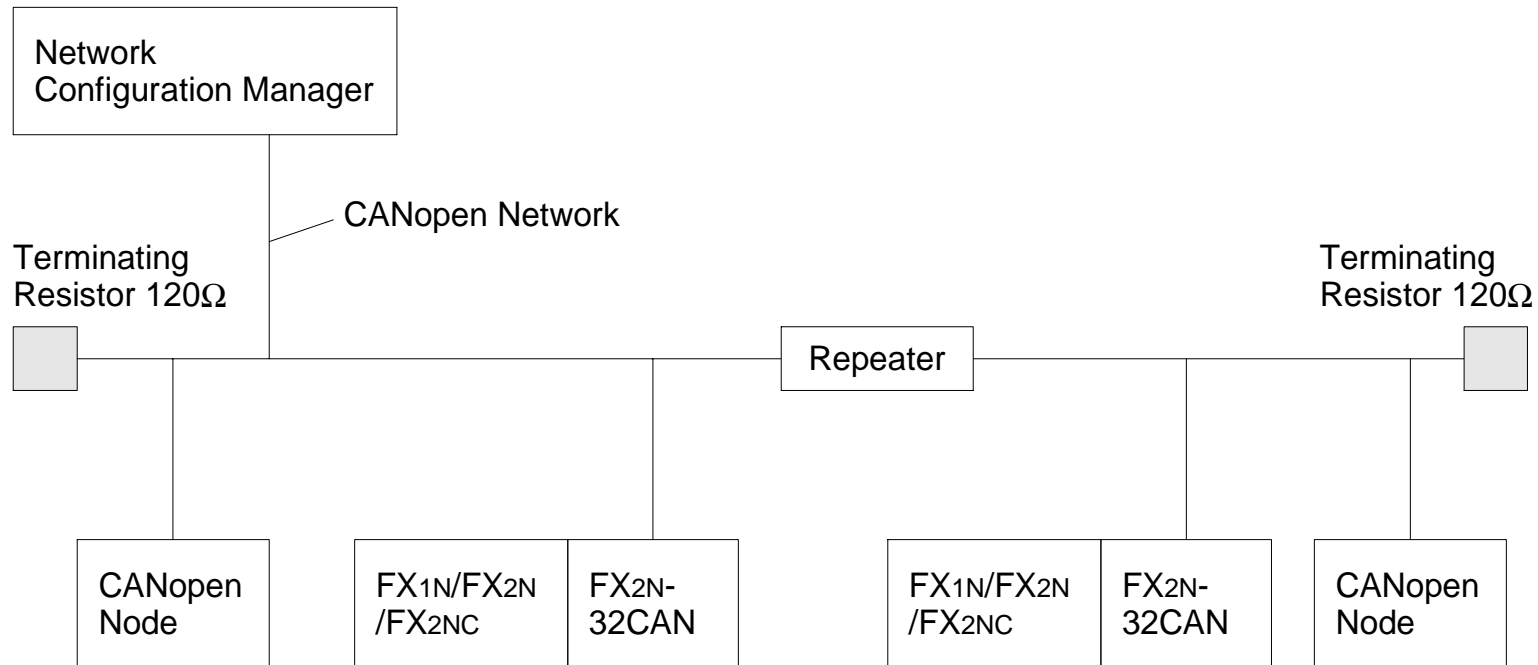 Network
Configuration Manager
CANopen Network
Terminating
Resistor 120Ω
Terminating
Resistor 120Ω
Repeater
CANopen
Node
FX1N/FX2N
/FX2NC
FX2N-
32CAN
FX1N/FX2N
/FX2NC
FX2N-
32CAN
CANopen
Node